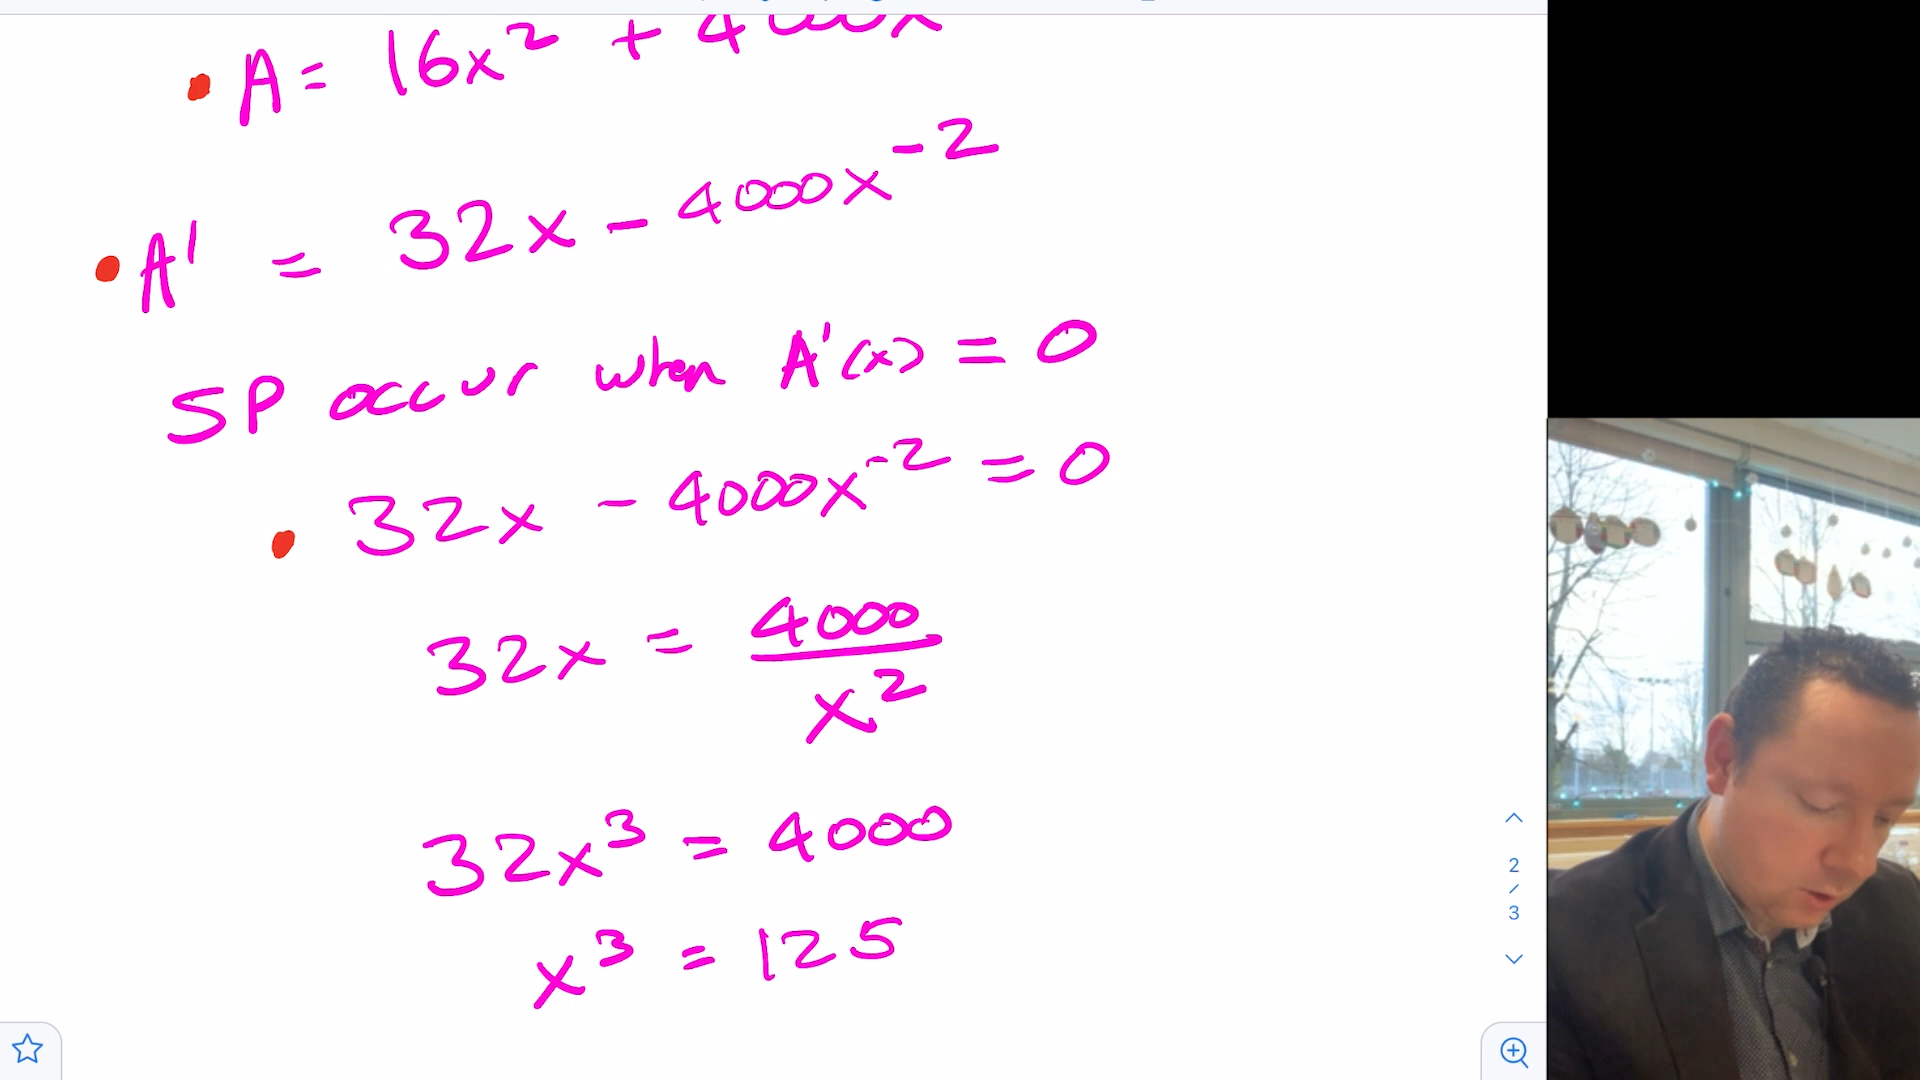 A = 16x² + 4000x
A' = 32x - 4000x⁻²
SP occur when A'(x) = 0
32x - 4000x⁻² = 0
32x = 4000/x²
32x³ = 4000
x³ = 125
2
/
3